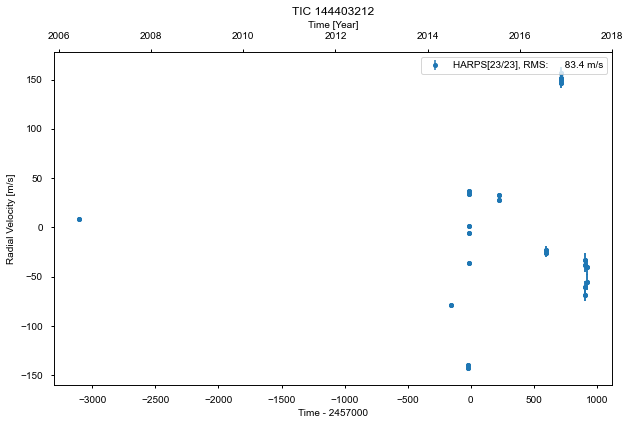 TIC 144403212
Time [Year]
2006 2008 2010 2012 2014 2016 2018
HARPS[23/23], RMS: 83.4 m/s
150
100
50
0
−50
−100
−150
Radial Velocity [m/s]
−3000 −2500 −2000 −1500 −1000 −500 0 500 1000
Time - 2457000